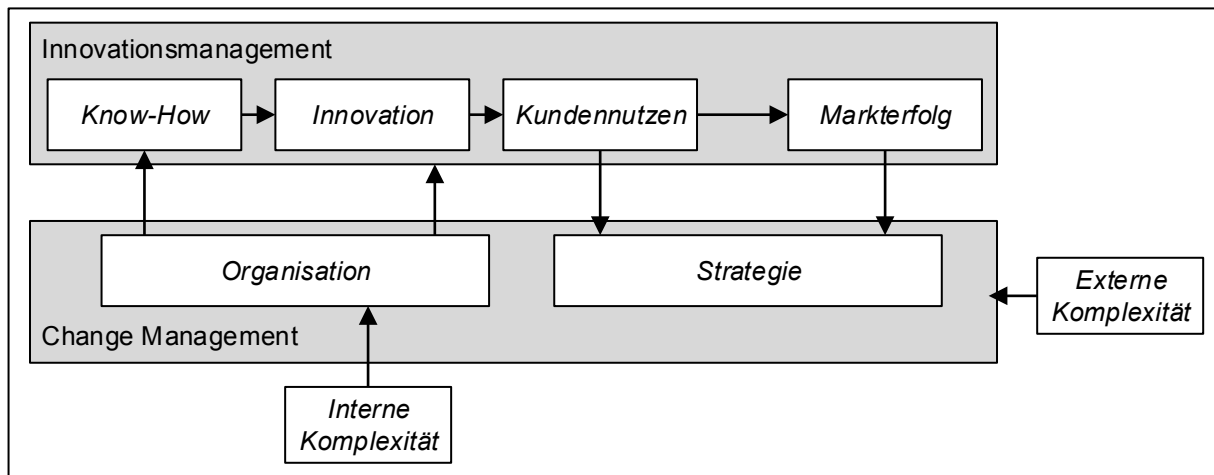 Innovationsmanagement
Know-How
Innovation
Kundennutzen
Markterfolg
Organisation
Strategie
Externe
Komplexität
Change Management
Interne
Komplexität